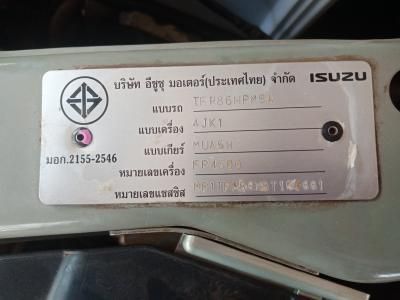 บริษัท อีซูซุ มอเตอร์(ประเทศไทย) จำกัด ISUZU
แบบรถ
แบบเครื่อง 4JK1
แบบเกียร์ MUA5H
หมายเลขเครื่อง
หมายเลขแชสซิส
มอก.2155-2546